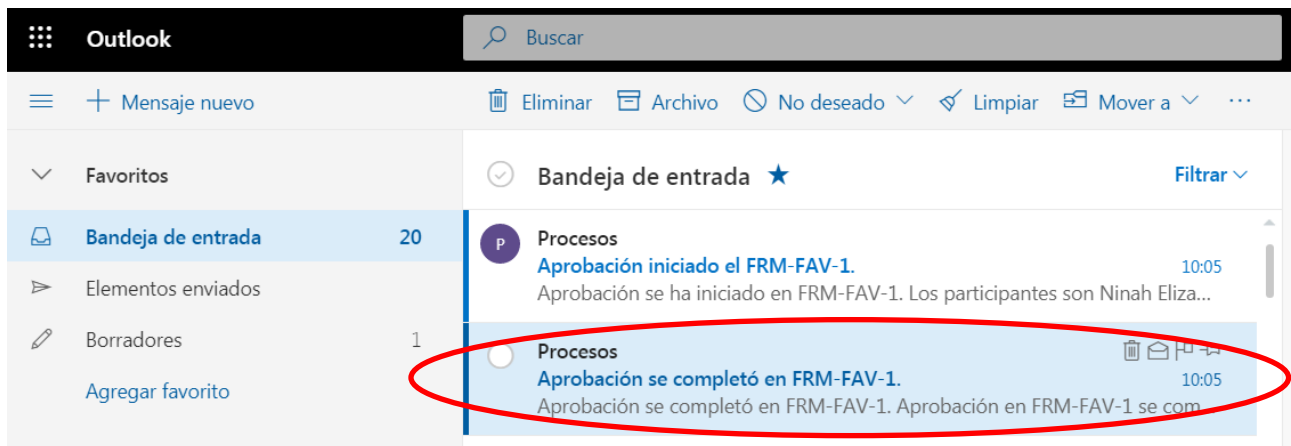 Outlook
Buscar
Mensaje nuevo
Eliminar Archivo No deseado Limpiar Mover a ...
Favoritos
Bandeja de entrada 20
Elementos enviados
Borradores 1
Agregar favorito
Bandeja de entrada Filtrar
P
Procesos
Aprobación iniciado el FRM-FAV-1. 10:05
Aprobación se ha iniciado en FRM-FAV-1. Los participantes son Ninah Eliza...
Procesos
Aprobación se completó en FRM-FAV-1. 10:05
Aprobación se completó en FRM-FAV-1. Aprobación en FRM-FAV-1 se com